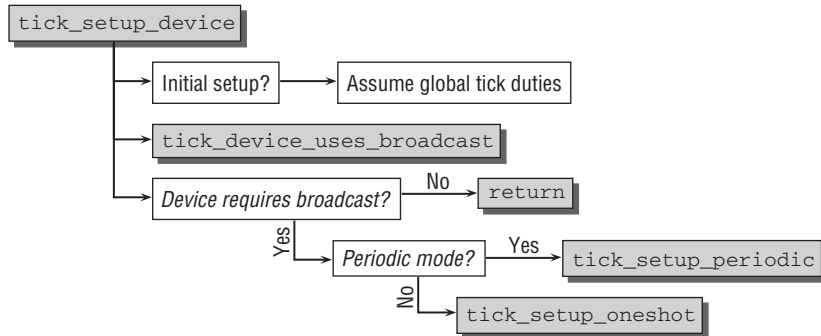 tick_setup_device
Initial setup?
Assume global tick duties
tick_device_uses_broadcast
Device requires broadcast?
No
return
Yes
Periodic mode?
Yes
tick_setup_periodic
No
tick_setup_oneshot